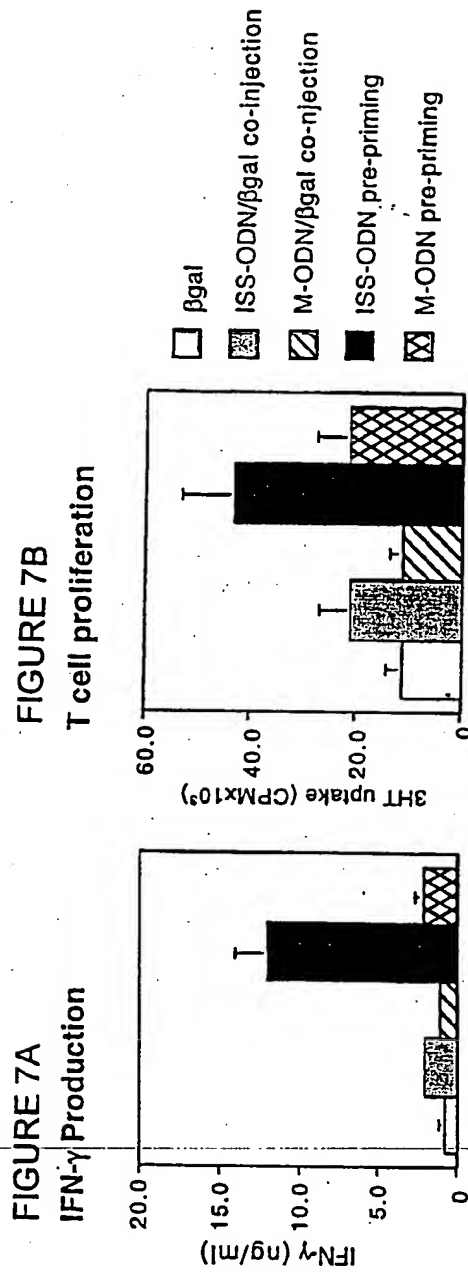 FIGURE 7A
IFN-γ Production
IFN-γ (ng/ml)
20.0
15.0
10.0
5.0
0.0
FIGURE 7B
T cell proliferation
3HT uptake (CPMx10³)
60.0
40.0
20.0
0
βgal
ISS-ODN/βgal co-injection
M-ODN/βgal co-njection
ISS-ODN pre-priming
M-ODN pre-priming